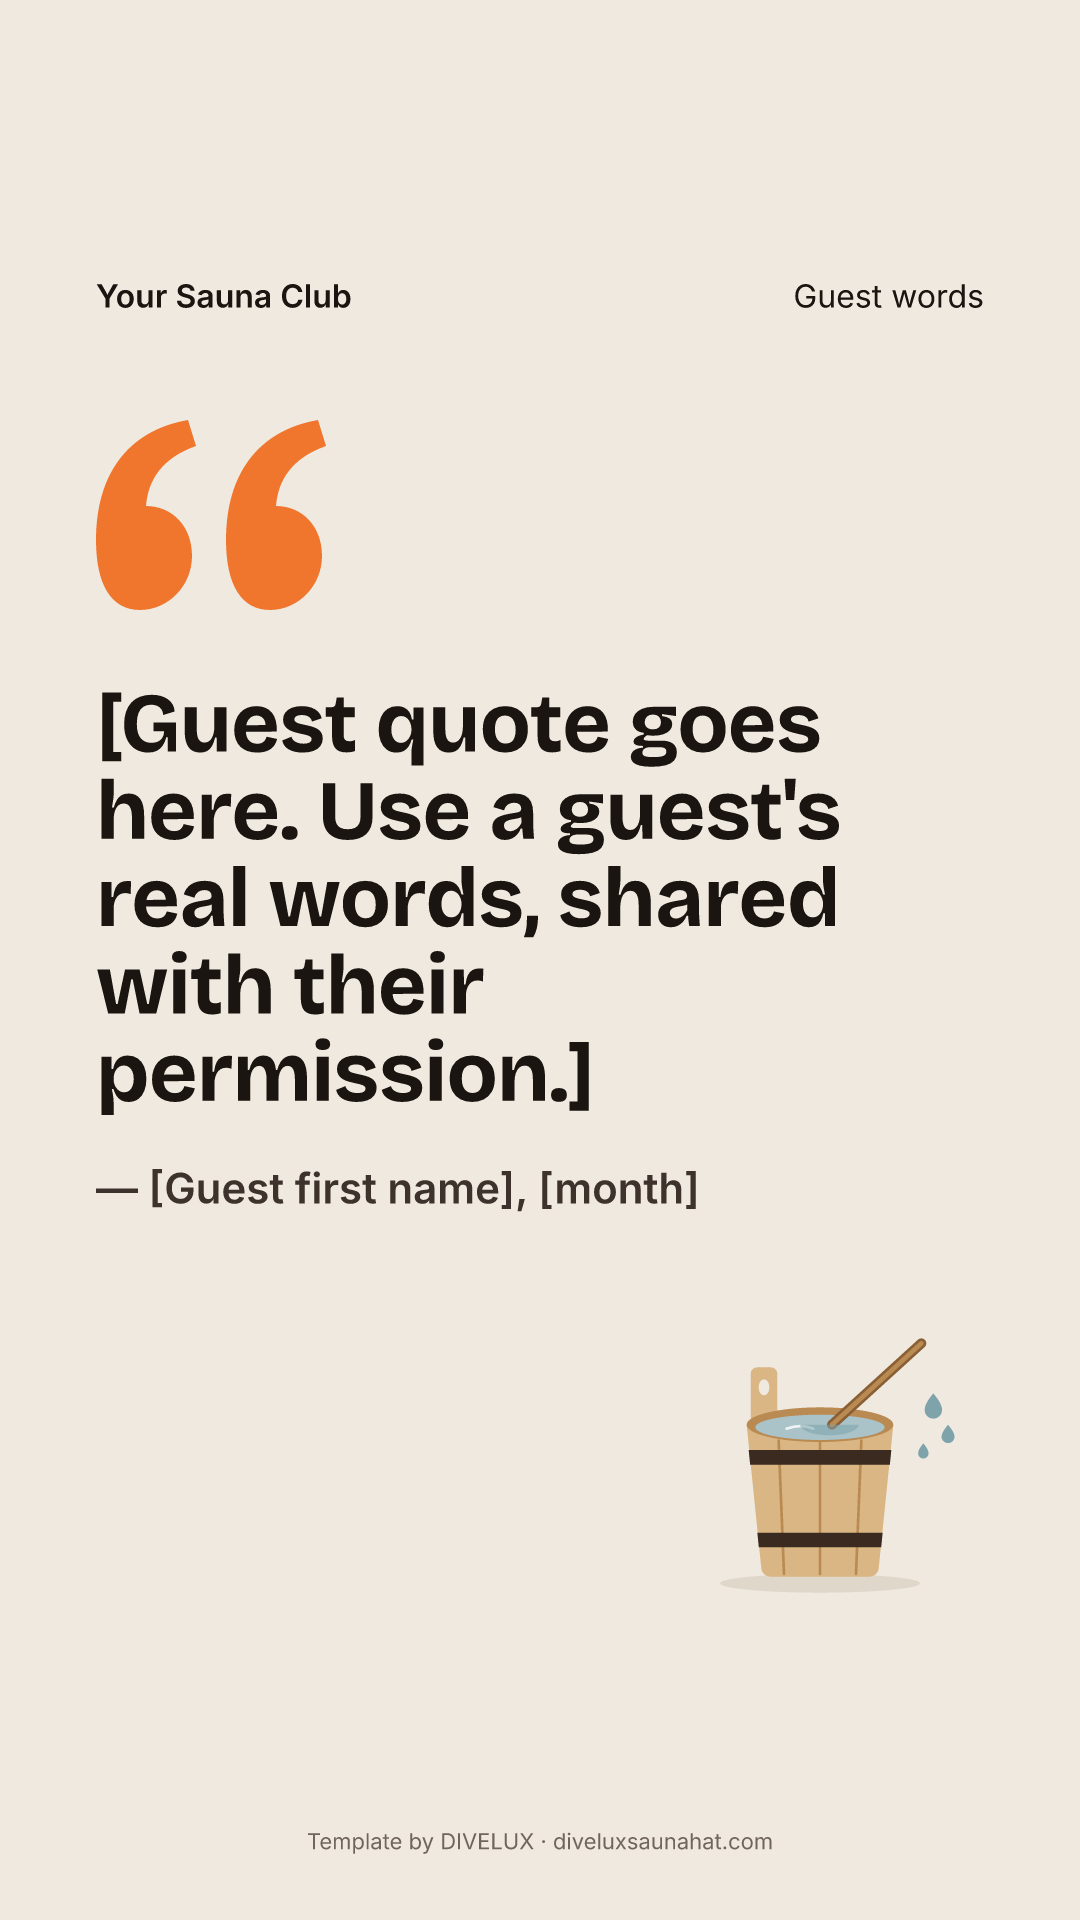 Your Sauna Club
Guest words
[Guest quote goes
here. Use a guest's
real words, shared
with their
permission.]
— [Guest first name], [month]
Template by DIVELUX · diveluxsaunahat.com